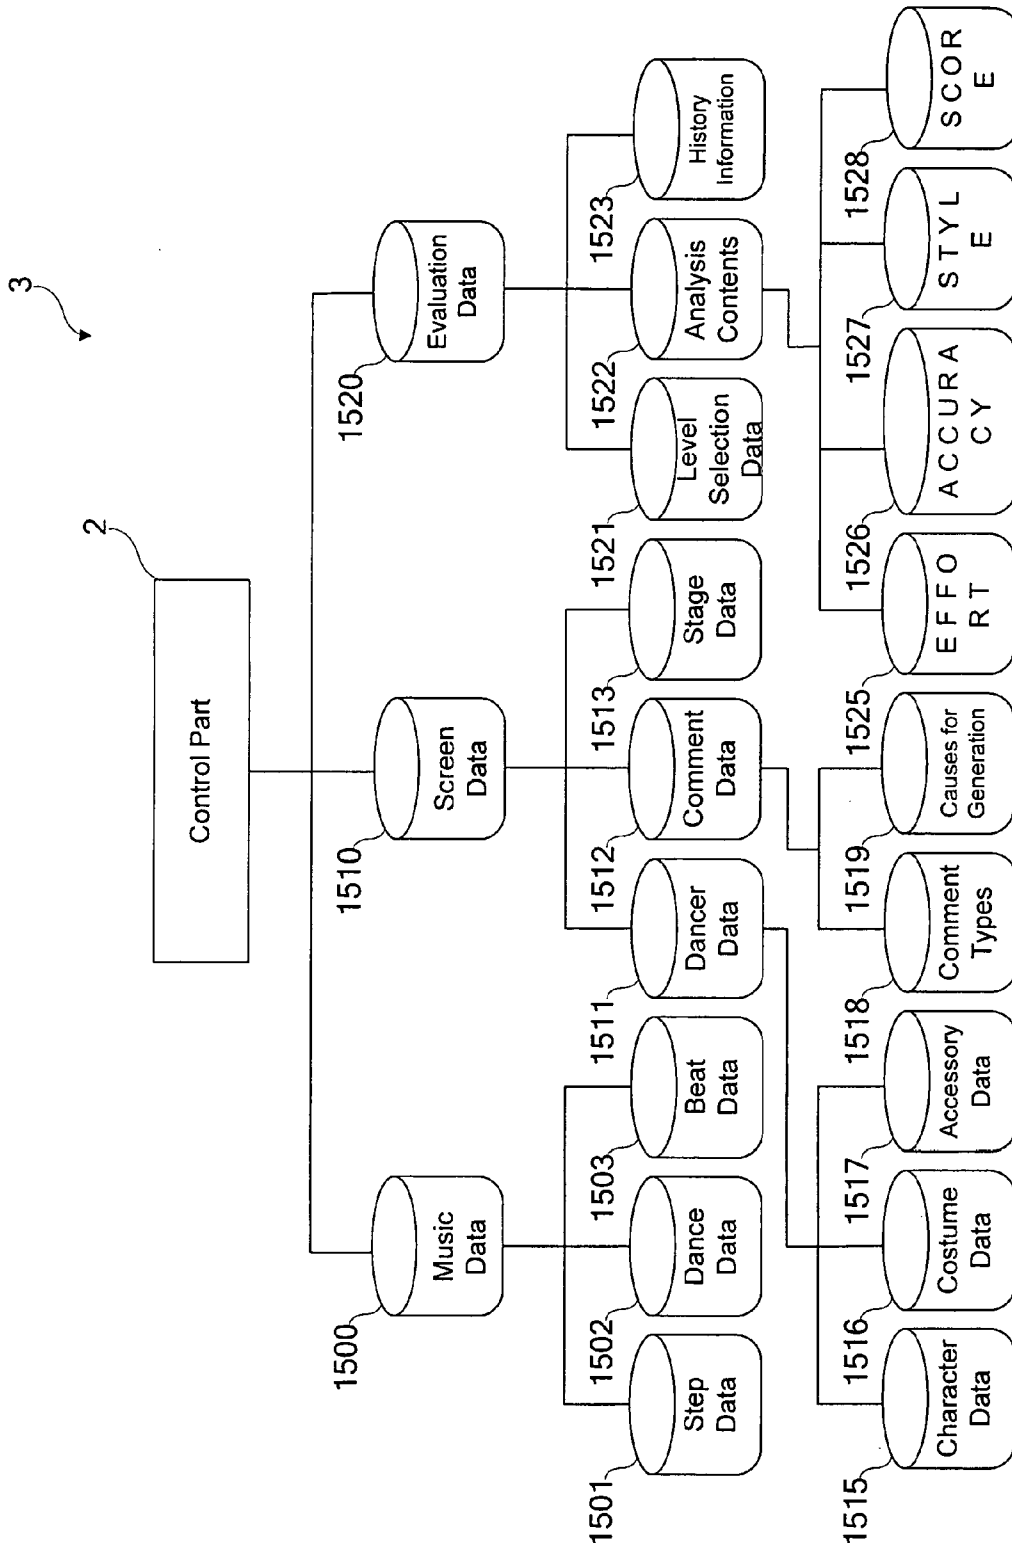 3
2
Control Part
1500
Music
Data
1510
Screen
Data
1520
Evaluation
Data
1501
Step
Data
1502
Dance
Data
1503
Beat
Data
1511
Dancer
Data
1512
Comment
Data
1513
Stage
Data
1521
Level
Selection
Data
1522
Analysis
Contents
1523
History
Information
1515
Character
Data
1516
Costume
Data
1517
Accessory
Data
1518
Comment
Types
1519
Causes for
Generation
1525
E F F O
R T
1526
A C C U R A
C Y
1527
S T Y L
E
1528
S C O R
E